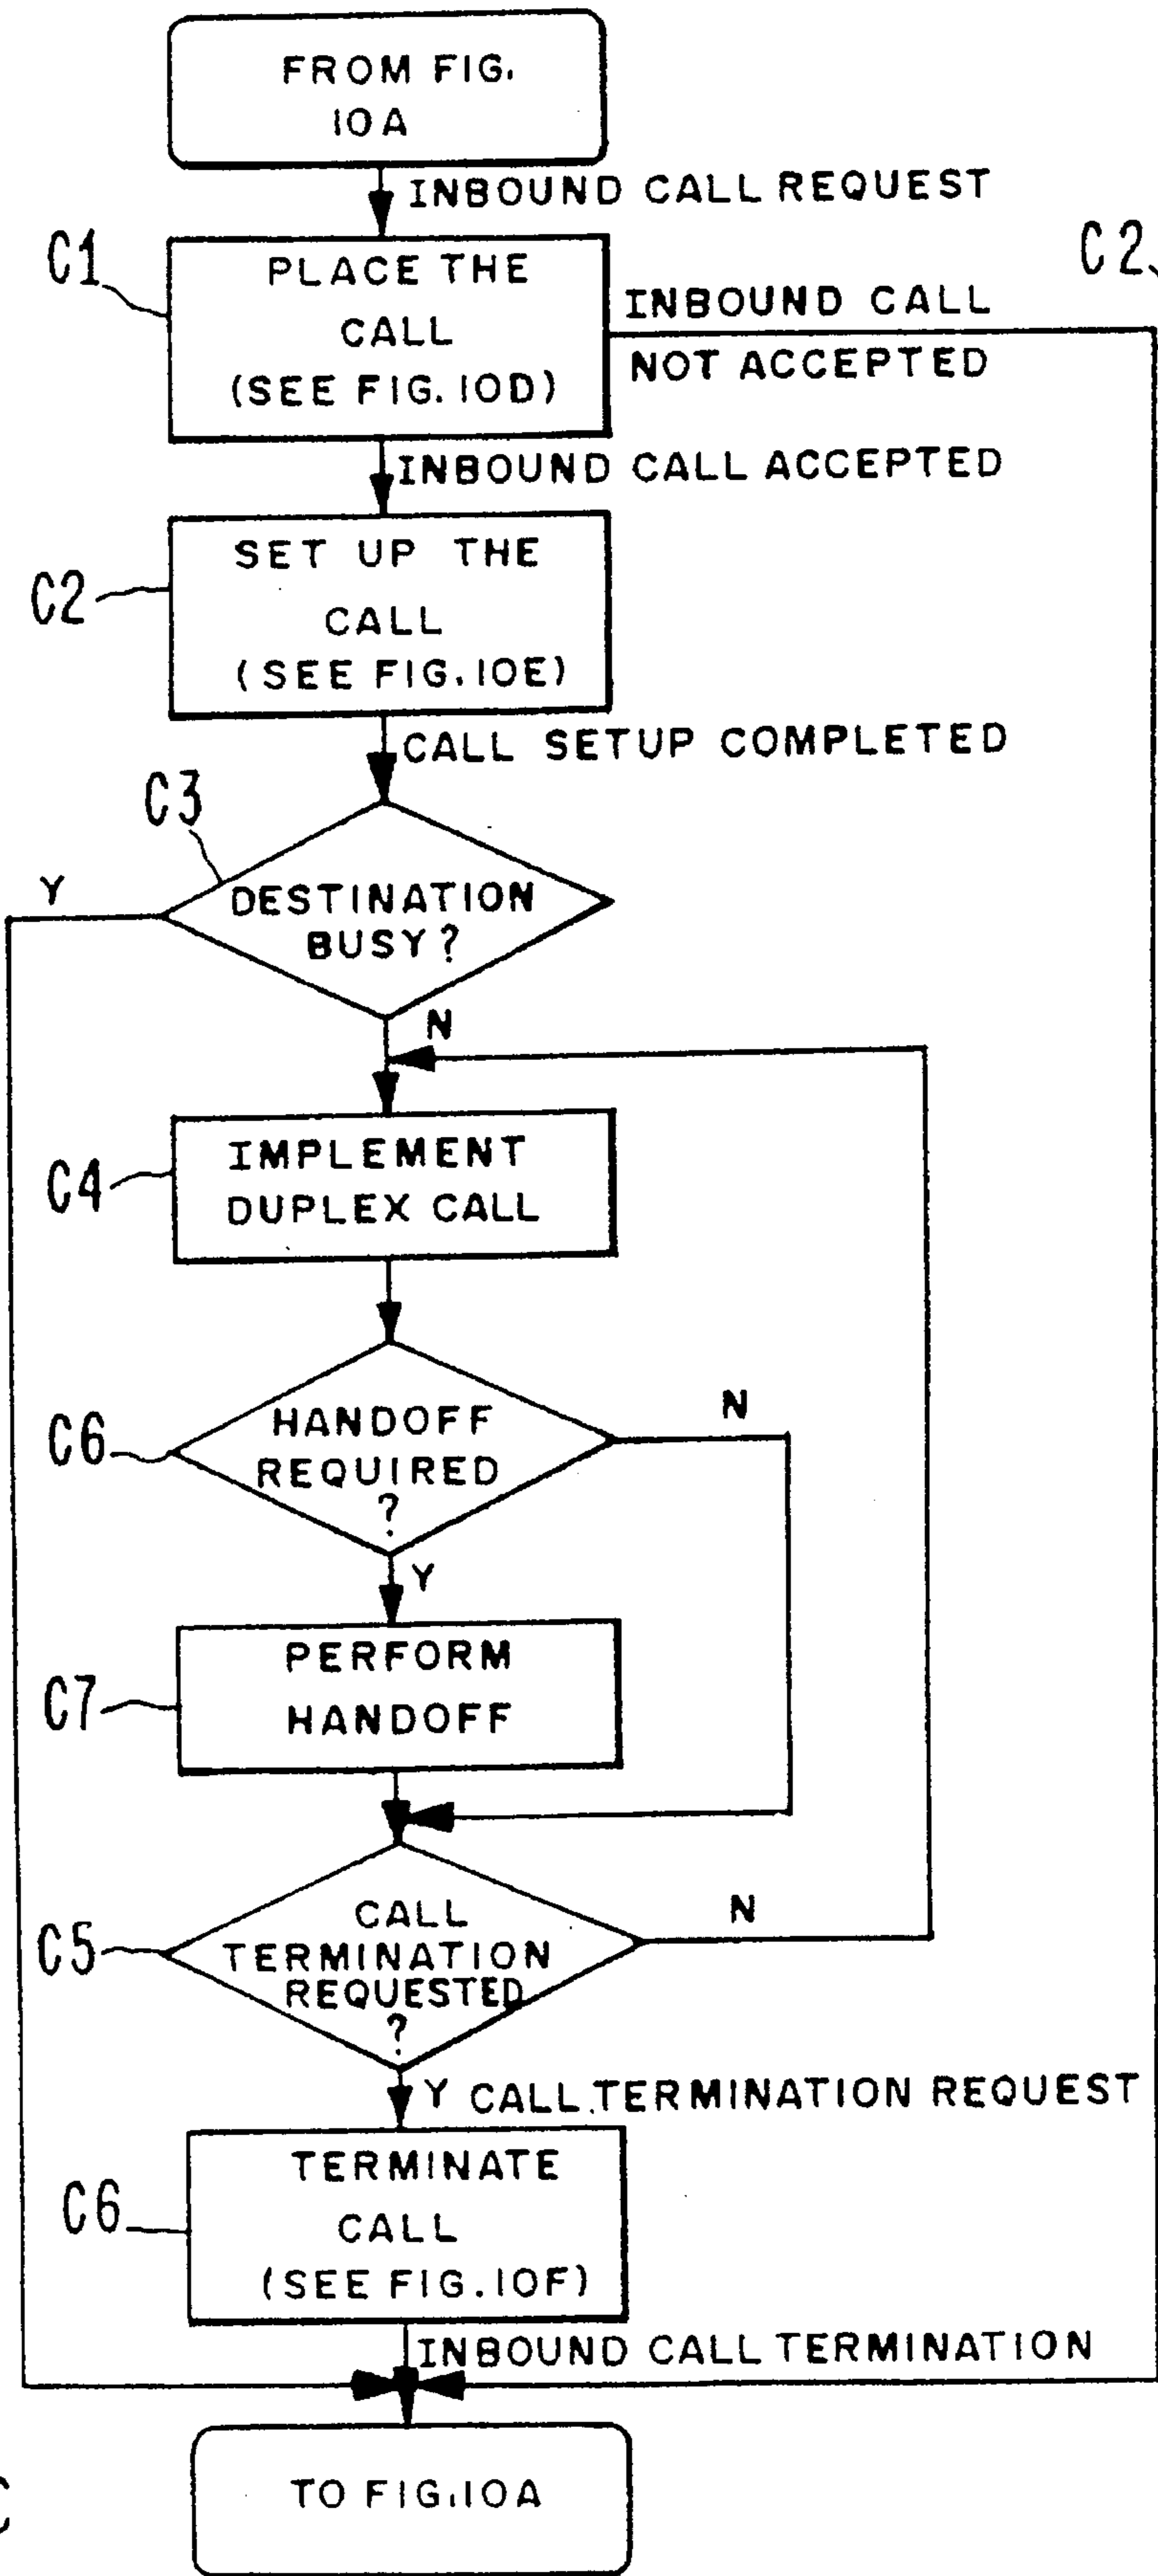 FROM FIG.
10A
INBOUND CALL REQUEST
C1
PLACE THE
CALL
(SEE FIG. 10D)
C2
INBOUND CALL
NOT ACCEPTED
INBOUND CALL ACCEPTED
C2
SET UP THE
CALL
(SEE FIG. 10E)
CALL SETUP COMPLETED
C3
Y
DESTINATION
BUSY?
N
C4
IMPLEMENT
DUPLEX CALL
C6
HANDOFF
REQUIRED
?
N
Y
C7
PERFORM
HANDOFF
C5
CALL
TERMINATION
REQUESTED
?
N
Y CALL TERMINATION REQUEST
C6
TERMINATE
CALL
(SEE FIG. 10F)
INBOUND CALL TERMINATION
TO FIG. 10A